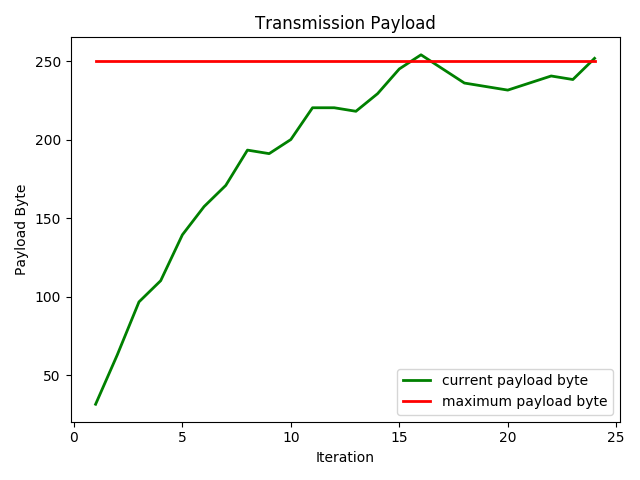 Transmission Payload
250
200
150
100
50
Payload Byte
0
5
10
15
20
25
Iteration
current payload byte
maximum payload byte